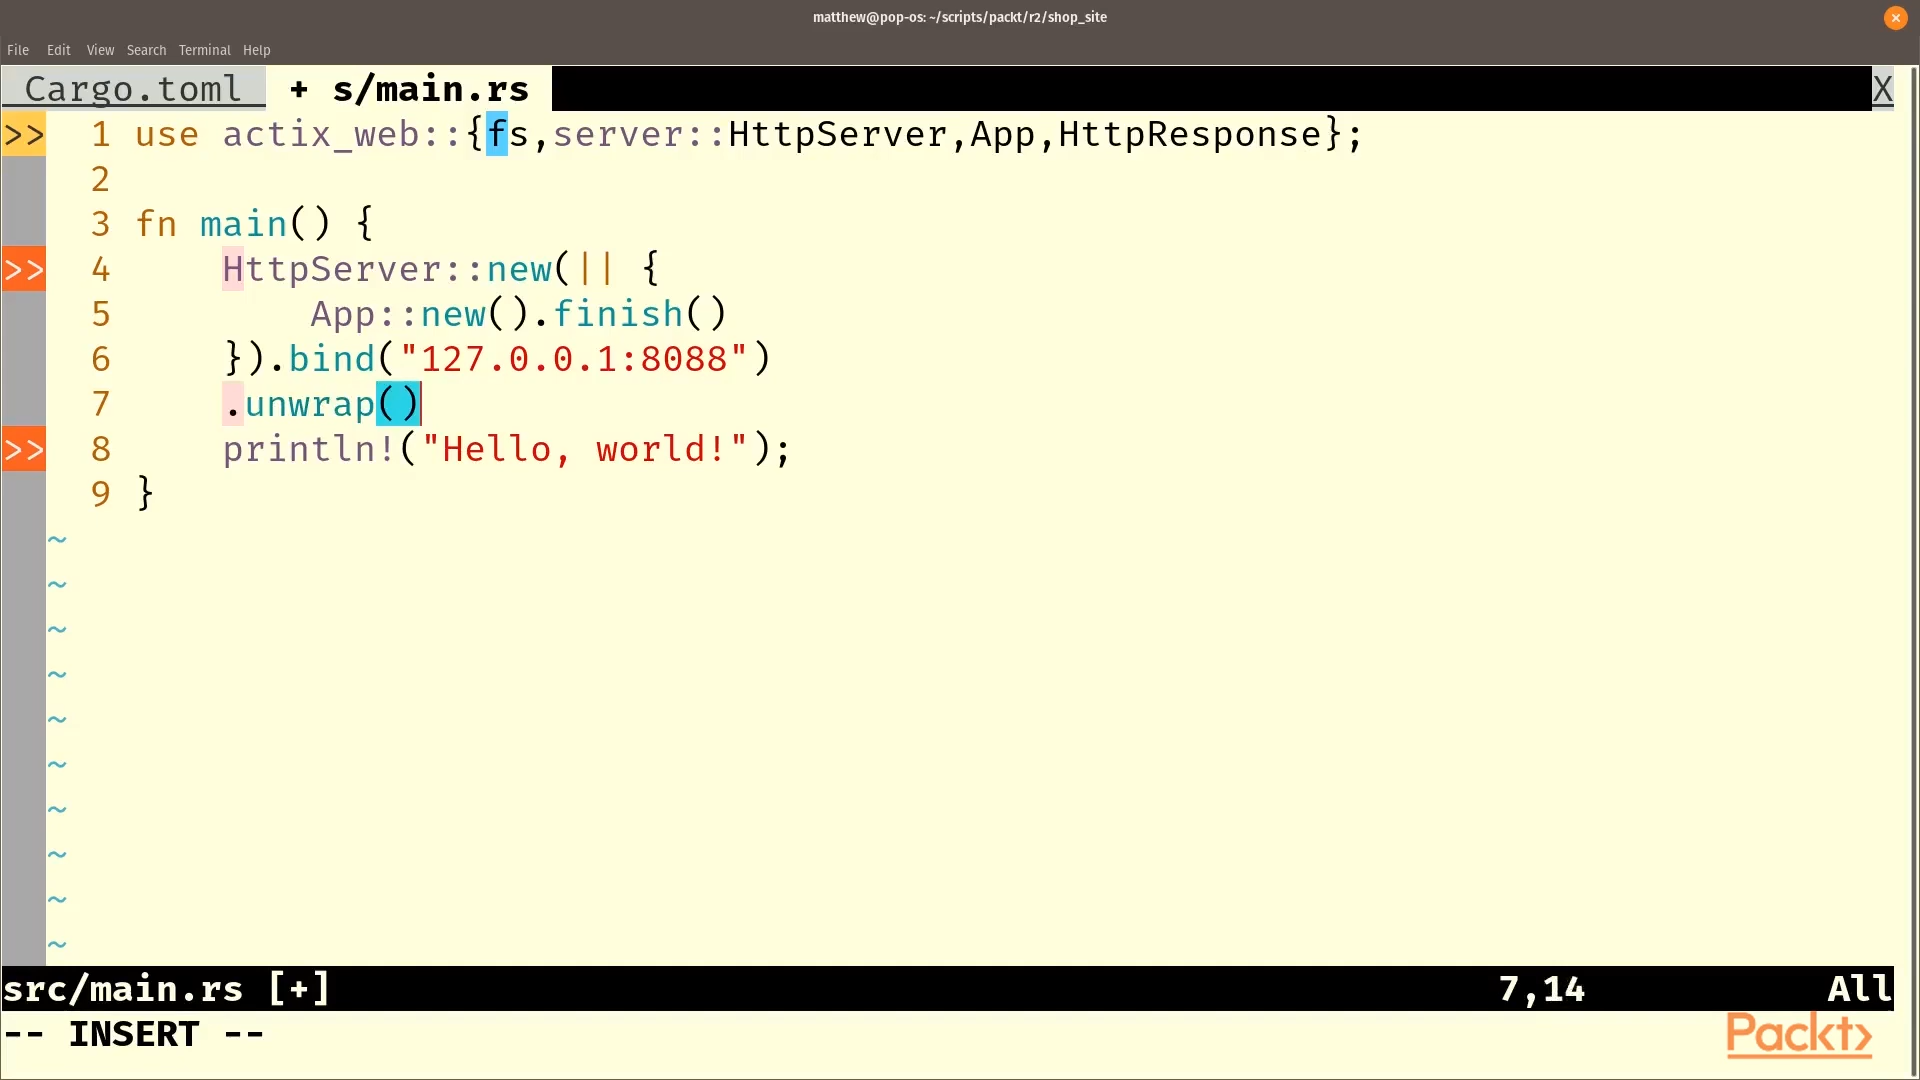 matthew@pop-os: ~/scripts/packt/r2/shop_site
×
File Edit View Search Terminal Help
Cargo.toml + s/main.rs X
>> 1 use actix_web::{fs,server::HttpServer,App,HttpResponse};
2
3 fn main() {
>> 4     HttpServer::new(|| {
5         App::new().finish()
6     }).bind("127.0.0.1:8088")
7     .unwrap()
>> 8     println!("Hello, world!");
9 }
~
~
~
~
~
~
~
~
~
~
src/main.rs [+] 7,14 All
-- INSERT --
Packt>